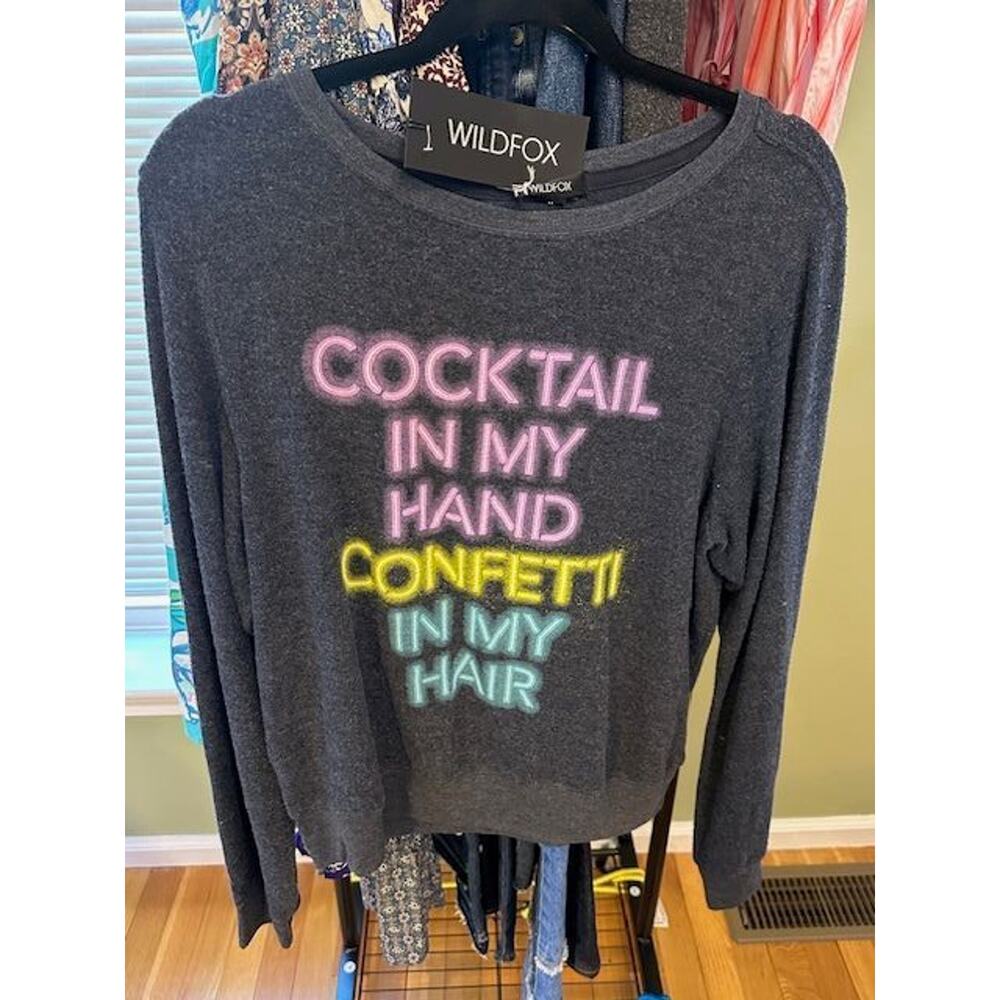 WILDFOX
WILDFOX
COCKTAIL
IN MY
HAND
CONFETTI
IN MY
HAIR